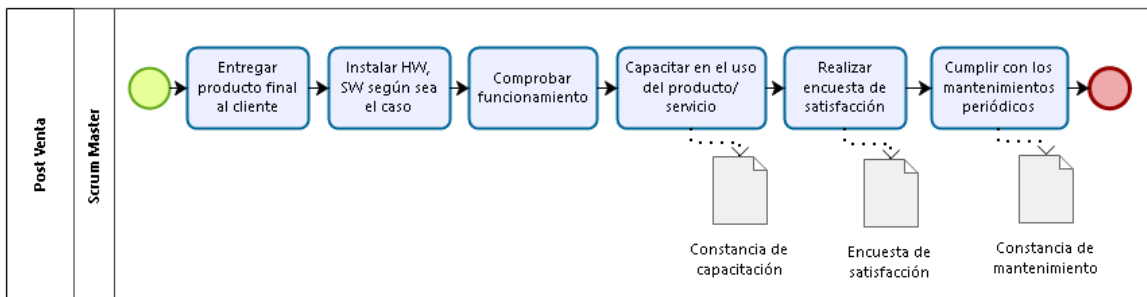 Post Venta
Scrum Master
Entregar
producto final
al cliente
Instalar HW,
SW según sea
el caso
Comprobar
funcionamiento
Capacitar en el uso
del producto/
servicio
Realizar
encuesta de
satisfacción
Cumplir con los
mantenimientos
periódicos
Constancia de
capacitación
Encuesta de
satisfacción
Constancia de
mantenimiento